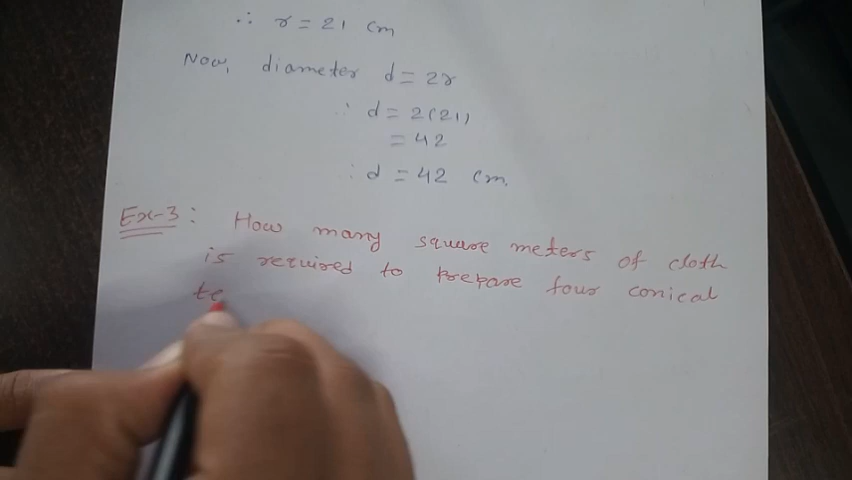 ∴ r = 21 cm
Now, diameter d = 2r
∴ d = 2(21)
= 42
∴ d = 42 cm.
Ex-3 : How many square meters of cloth
is required to prepare four conical
te